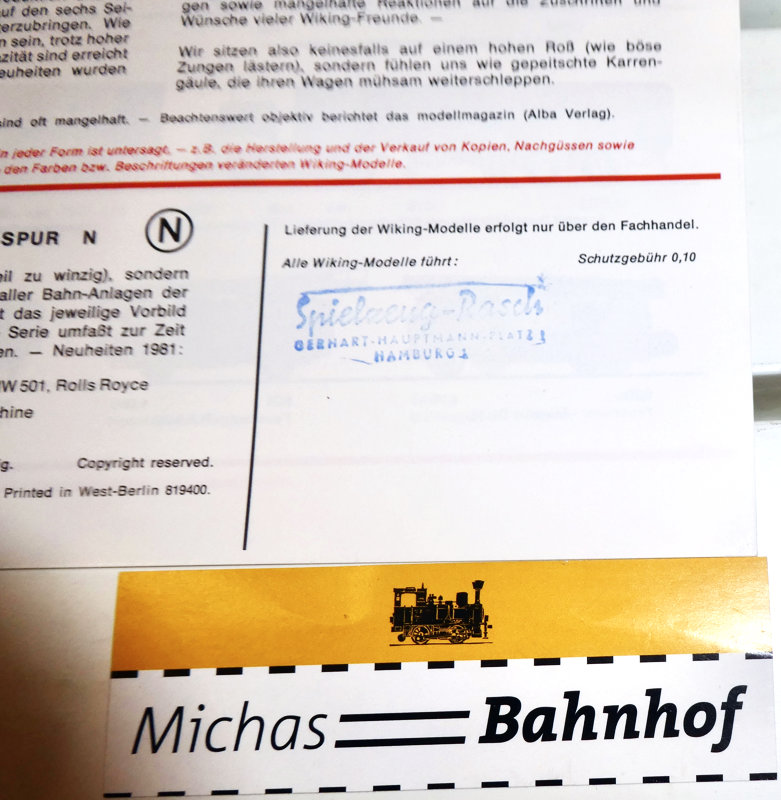 auf den sechs Sei-
erzubringen. Wie
n sein, trotz hoher
zität sind erreicht
euheiten wurden
gen sowie mangelhafte Reaktionen auf die Zuschriften und
Wünsche vieler Wiking-Freunde. —
Wir sitzen also keinesfalls auf einem hohen Roß (wie böse
Zungen lästern), sondern fühlen uns wie gepeitschte Karren-
gäule, die ihren Wagen mühsam weiterschleppen.
sind oft mangelhaft. — Beachtenswert objektiv berichtet das modellmagazin (Alba Verlag).
in jeder Form ist untersagt, — z.B. die Herstellung und der Verkauf von Kopien, Nachgüssen sowie
den Farben bzw. Beschriftungen veränderten Wiking-Modelle.
SPUR N N
eil zu winzig), sondern
aller Bahn-Anlagen der
t das jeweilige Vorbild
Serie umfaßt zur Zeit
en. — Neuheiten 1981:
W 501, Rolls Royce
hine
g. Copyright reserved.
Printed in West-Berlin 819400.
Lieferung der Wiking-Modelle erfolgt nur über den Fachhandel.
Alle Wiking-Modelle führt: Schutzgebühr 0,10
Spielzeug-Rasch
GERHART-HAUPTMANN-PLATZ 1
HAMBURG 1
Michas Bahnhof